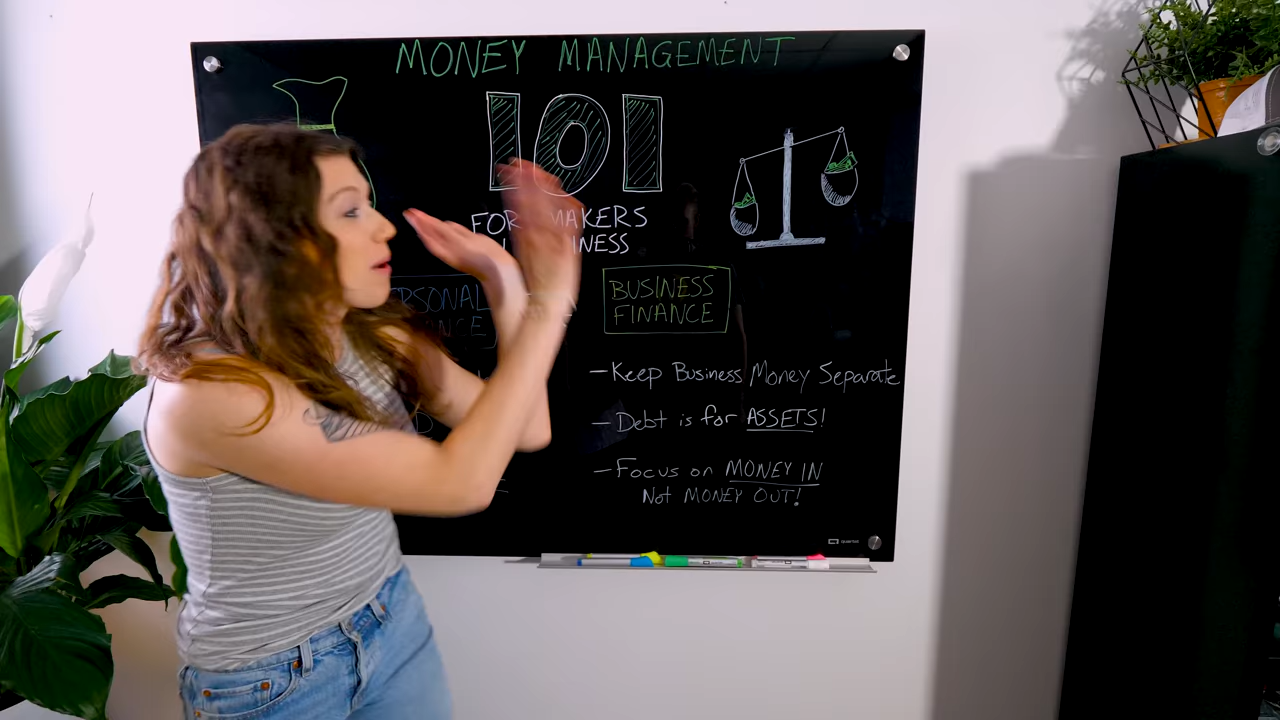 MONEY MANAGEMENT
101
FOR MAKERS
BUSINESS
FINANCE
- Keep Business Money Separate
- Debt is for ASSETS!
- Focus on MONEY IN
Not MONEY OUT!
QUARTET